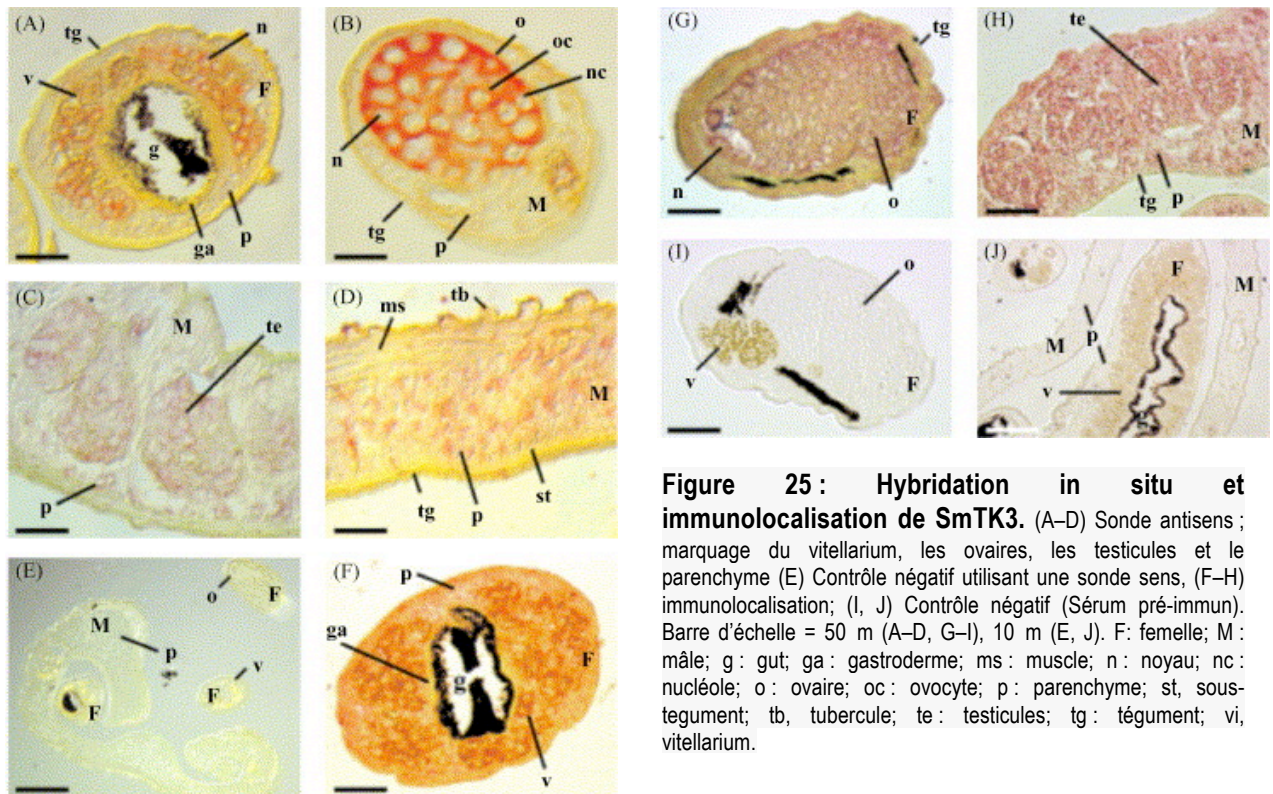 (A)
tg
n
v
F
g
p
ga
(B)
o
oc
nc
n
M
tg
p
(C)
M
te
p
(D)
ms
tb
M
tg
p
st
(E)
o
F
M
p
v
F
F
(F)
p
ga
F
g
v
(G)
tg
F
n
o
(H)
te
M
tg
p
(I)
o
v
F
(J)
F
M
p
M
v
g
Figure 25 : Hybridation in situ et
immunolocalisation de SmTK3. (A–D) Sonde antisens ;
marquage du vitellarium, les ovaires, les testicules et le
parenchyme (E) Contrôle négatif utilisant une sonde sens, (F–H)
immunolocalisation; (I, J) Contrôle négatif (Sérum pré-immun).
Barre d’échelle = 50 m (A–D, G–I), 10 m (E, J). F: femelle; M :
mâle; g : gut; ga : gastroderme; ms : muscle; n : noyau; nc :
nucléole; o : ovaire; oc : ovocyte; p : parenchyme; st, sous-
tegument; tb, tubercule; te : testicules; tg : tégument; vi,
vitellarium.